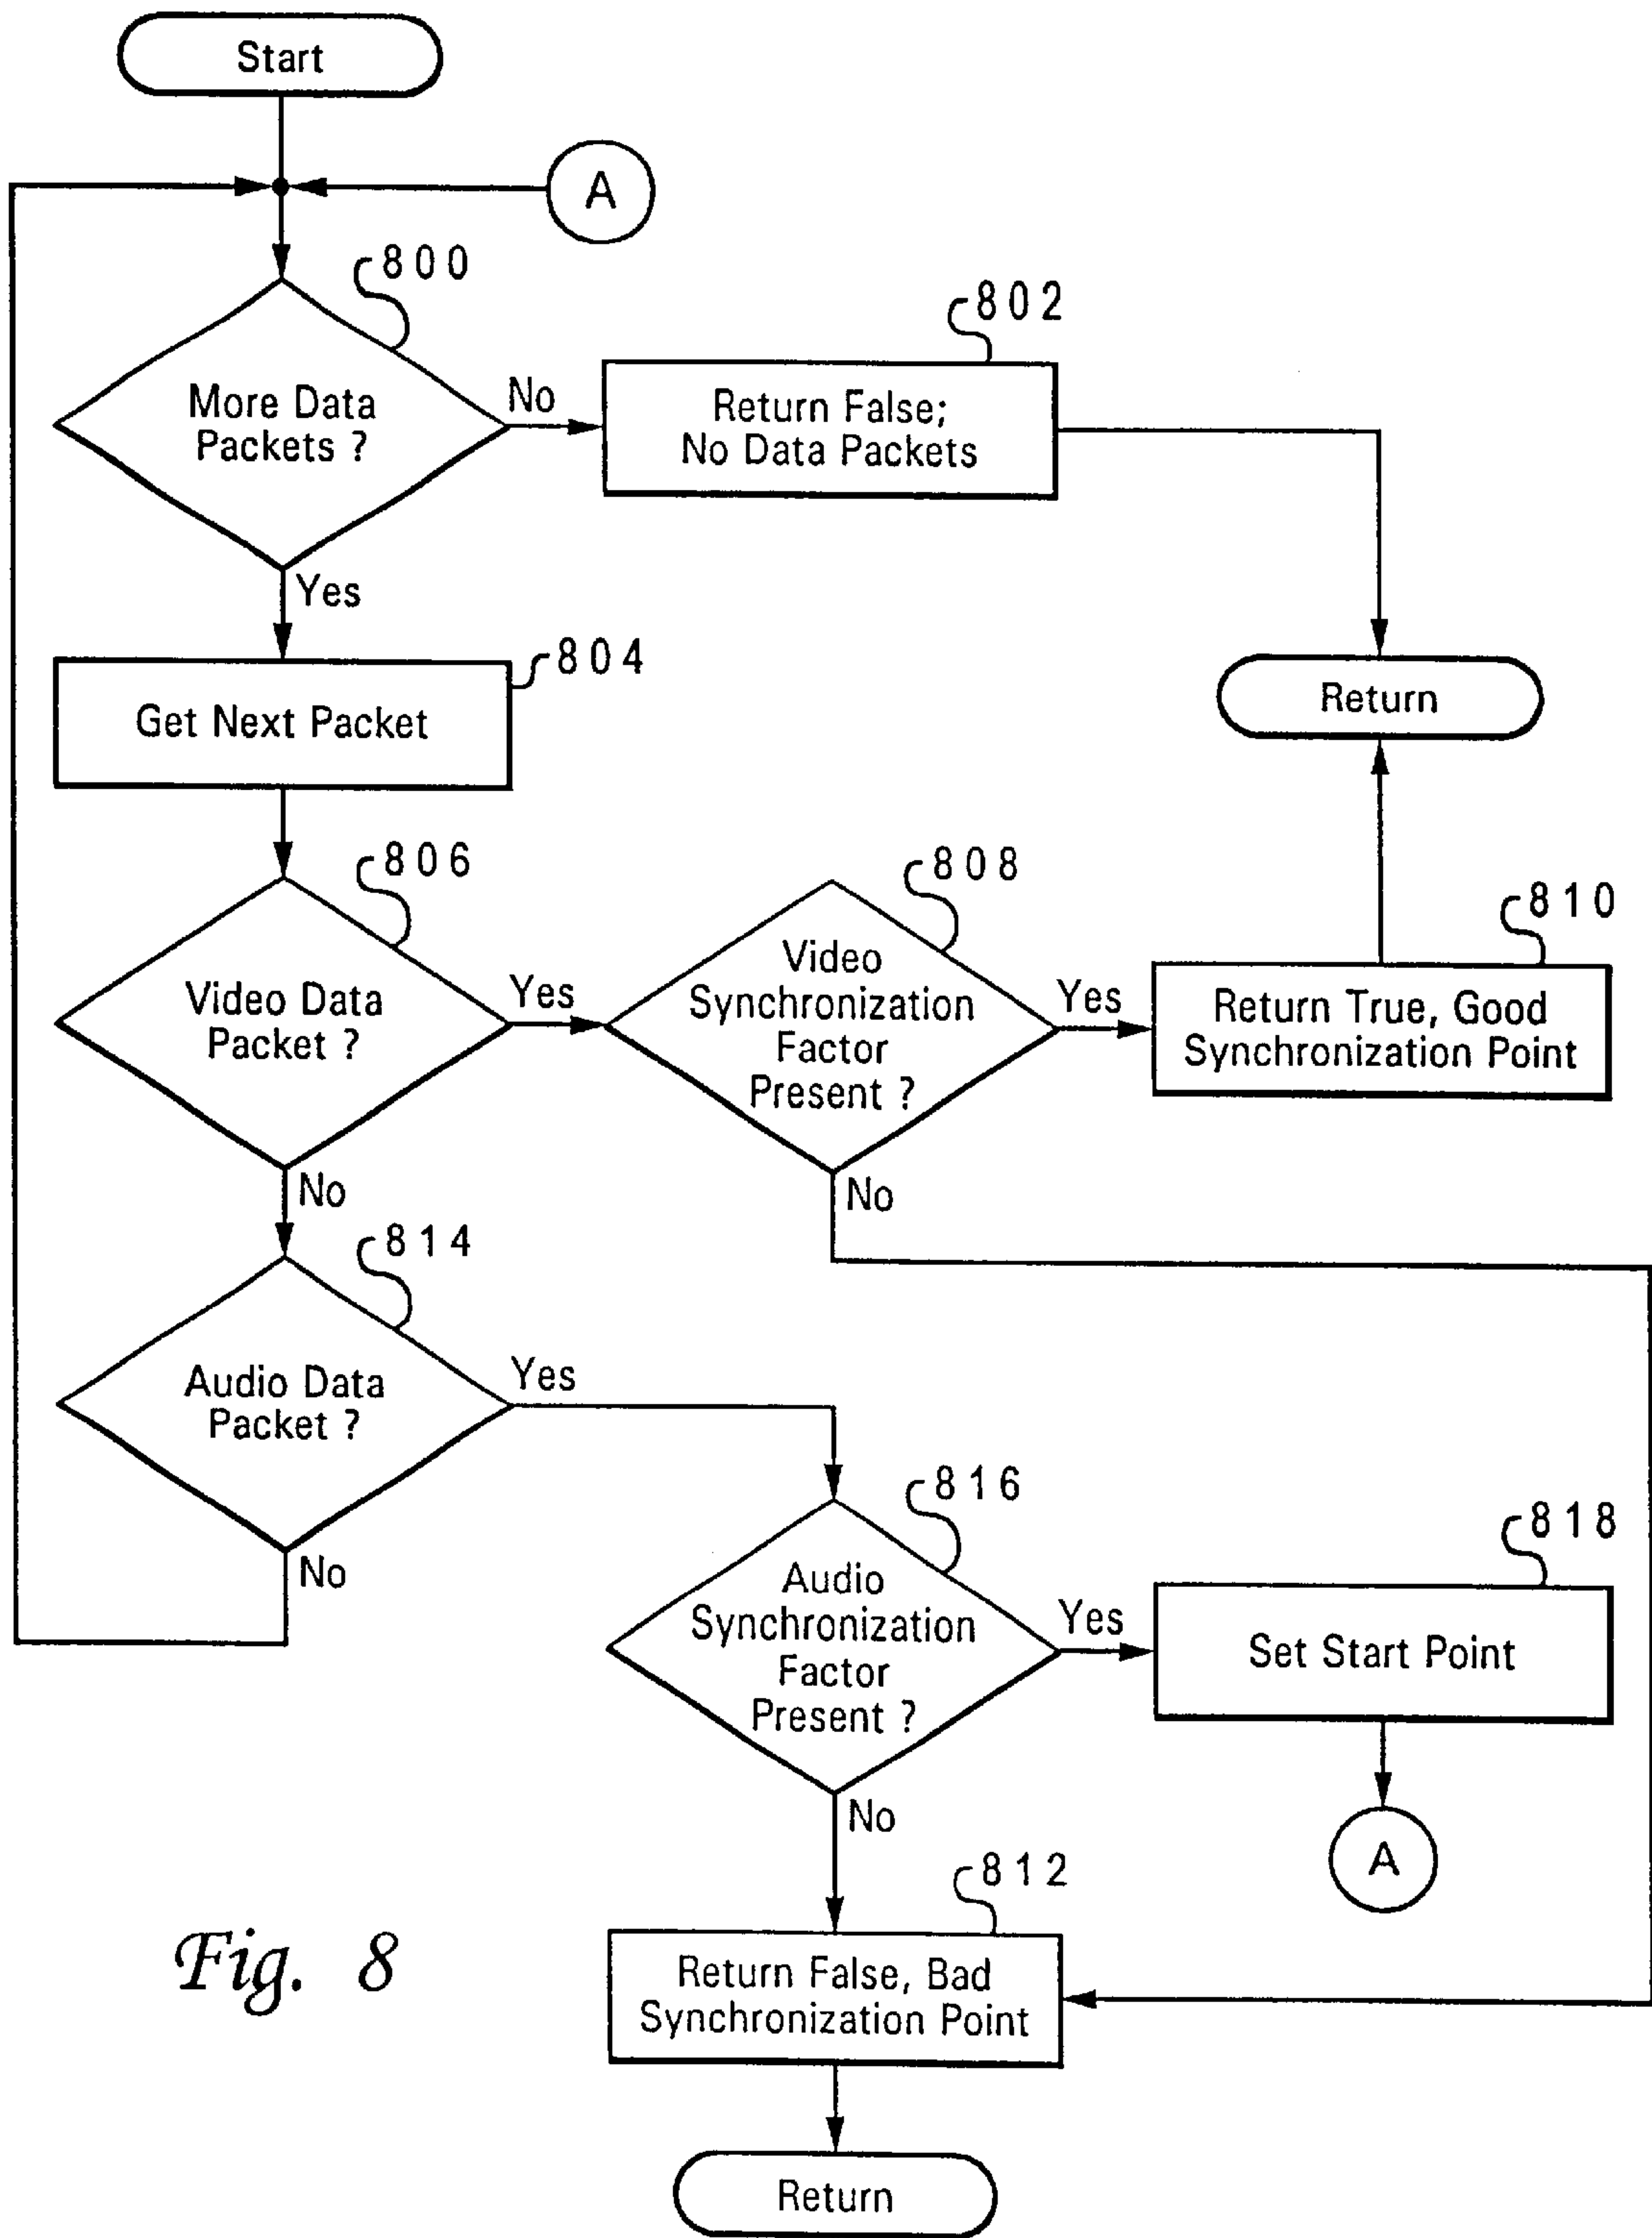 Start
A
800
802
More Data
Packets ?
No
Return False;
No Data Packets
Yes
804
Get Next Packet
Return
806
808
810
Video Data
Packet ?
Yes
Video
Synchronization
Factor
Present ?
Yes
Return True, Good
Synchronization Point
No
No
814
Audio Data
Packet ?
Yes
816
818
No
Audio
Synchronization
Factor
Present ?
Yes
Set Start Point
No
A
812
Fig. 8
Return False, Bad
Synchronization Point
Return